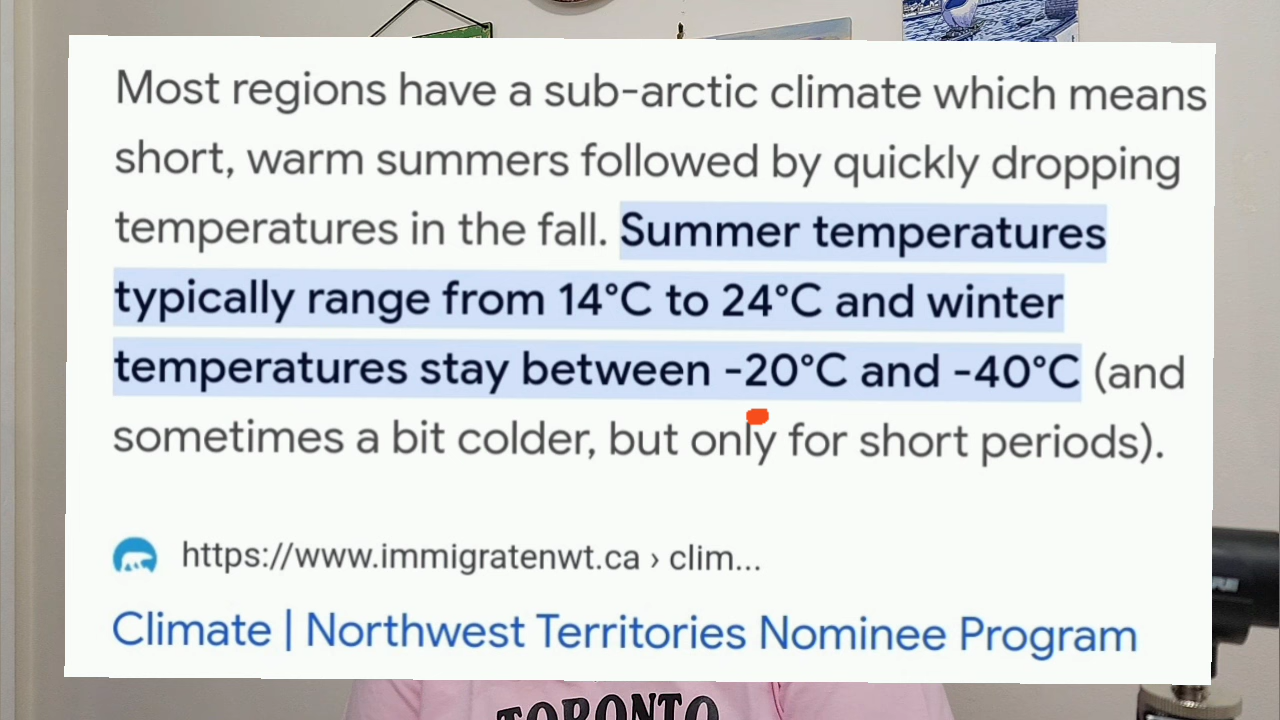 Most regions have a sub-arctic climate which means
short, warm summers followed by quickly dropping
temperatures in the fall. Summer temperatures
typically range from 14°C to 24°C and winter
temperatures stay between -20°C and -40°C (and
sometimes a bit colder, but only for short periods).
https://www.immigratenwt.ca › clim...
Climate | Northwest Territories Nominee Program
TORONTO